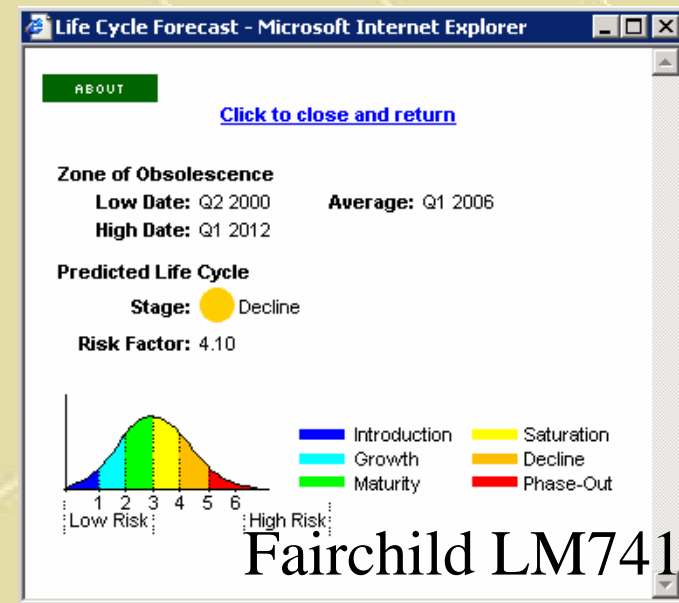 Life Cycle Forecast - Microsoft Internet Explorer
ABOUT
Click to close and return
Zone of Obsolescence
Low Date: Q2 2000 Average: Q1 2006
High Date: Q1 2012
Predicted Life Cycle
Stage: Decline
Risk Factor: 4.10
Introduction Saturation
Growth Decline
Maturity Phase-Out
1 2 3 4 5 6
Low Risk High Risk
Fairchild LM741